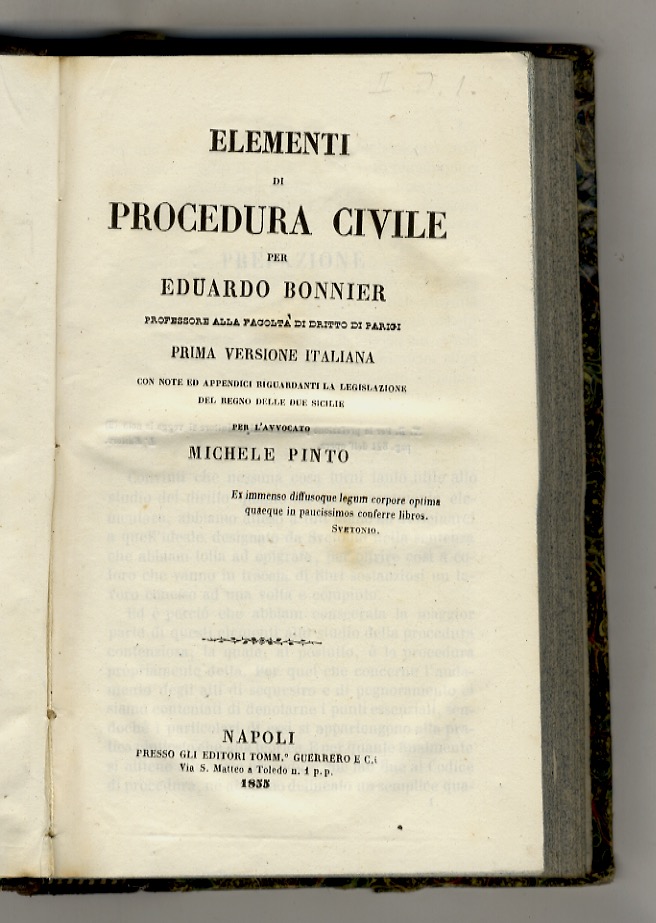 I. D. 1.
ELEMENTI
DI
PROCEDURA CIVILE
PER
EDUARDO BONNIER
PROFESSORE ALLA FACOLTÀ DI DRITTO DI PARIGI
PRIMA VERSIONE ITALIANA
CON NOTE ED APPENDICI RIGUARDANTI LA LEGISLAZIONE
DEL REGNO DELLE DUE SICILIE
PER L'AVVOCATO
MICHELE PINTO
Ex immenso diffusoque legum corpore optima
quaeque in paucissimos conferre libros.
SVETONIO.
NAPOLI
PRESSO GLI EDITORI TOMM.º GUERRERO E C.i
Via S. Matteo a Toledo n. 1 p.p.
1855